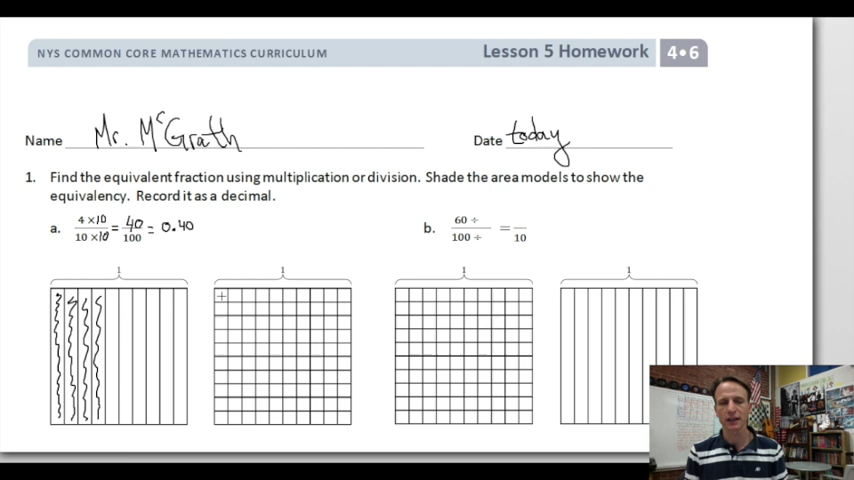 NYS COMMON CORE MATHEMATICS CURRICULUM Lesson 5 Homework 4•6
Name Mr. McGrath Date today
1. Find the equivalent fraction using multiplication or division. Shade the area models to show the
equivalency. Record it as a decimal.
a. 4 ×10 / 10 ×10 = 40 / 100 = 0.40 b. 60 ÷ / 100 ÷ = / 10
1 1 1 1